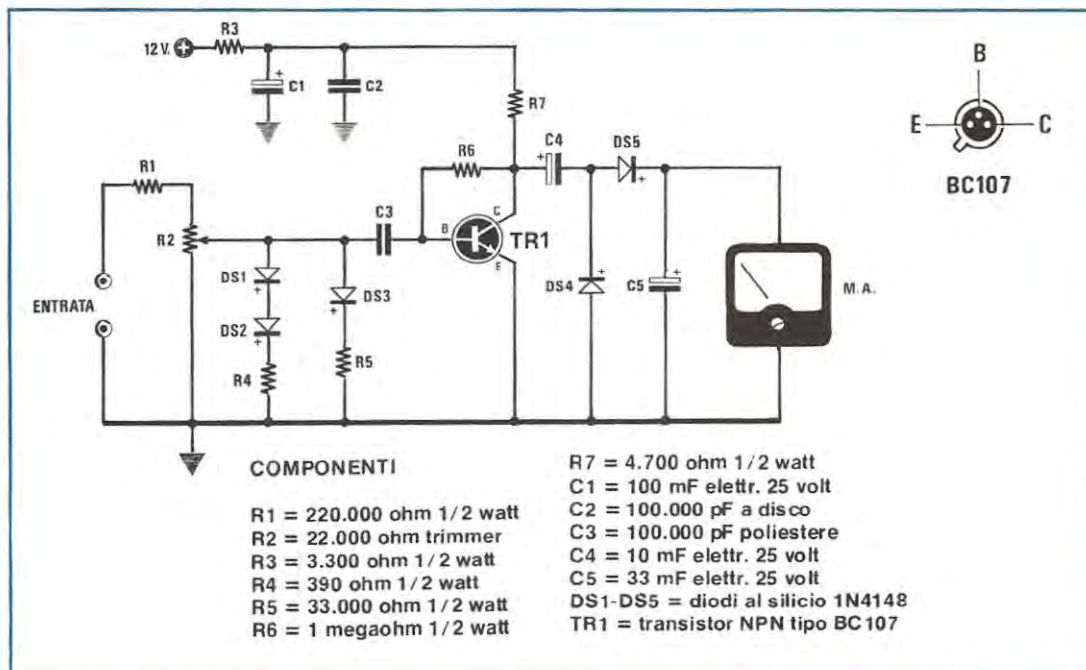 12 V.
R3
C1
C2
R7
B
E
C
BC107
R1
R6
C4
DS5
R2
C3
B
C
E
TR1
DS1
DS3
DS4
C5
M.A.
ENTRATA
DS2
R4
R5
COMPONENTI
R1 = 220.000 ohm 1/2 watt
R2 = 22.000 ohm trimmer
R3 = 3.300 ohm 1/2 watt
R4 = 390 ohm 1/2 watt
R5 = 33.000 ohm 1/2 watt
R6 = 1 megaohm 1/2 watt
R7 = 4.700 ohm 1/2 watt
C1 = 100 mF elettr. 25 volt
C2 = 100.000 pF a disco
C3 = 100.000 pF poliestere
C4 = 10 mF elettr. 25 volt
C5 = 33 mF elettr. 25 volt
DS1-DS5 = diodi al silicio 1N4148
TR1 = transistor NPN tipo BC107